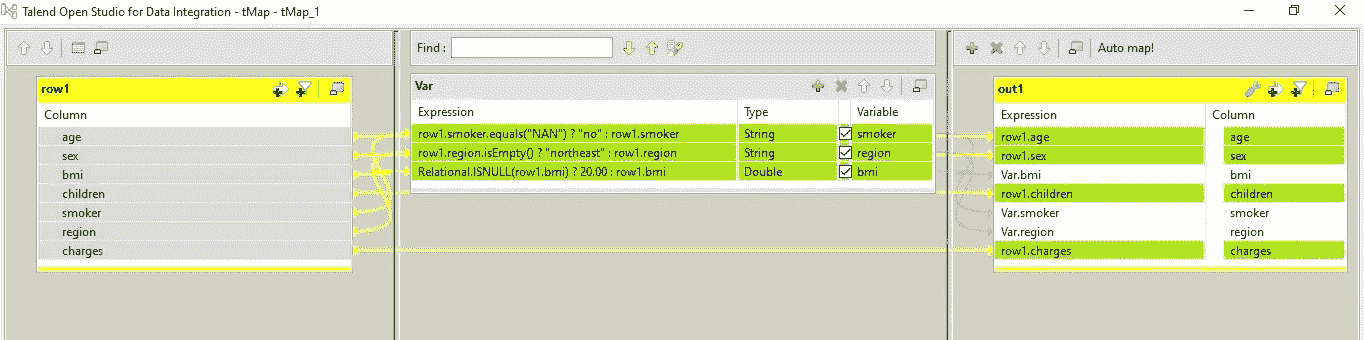 Talend Open Studio for Data Integration - tMap - tMap_1
Find :
Auto map!
row1
Column
age
sex
bmi
children
smoker
region
charges
Var
Expression Type Variable
row1.smoker.equals("NAN") ? "no" : row1.smoker String smoker
row1.region.isEmpty() ? "northeast" : row1.region String region
Relational.ISNULL(row1.bmi) ? 20.00 : row1.bmi Double bmi
out1
Expression Column
row1.age age
row1.sex sex
Var.bmi bmi
row1.children children
Var.smoker smoker
Var.region region
row1.charges charges